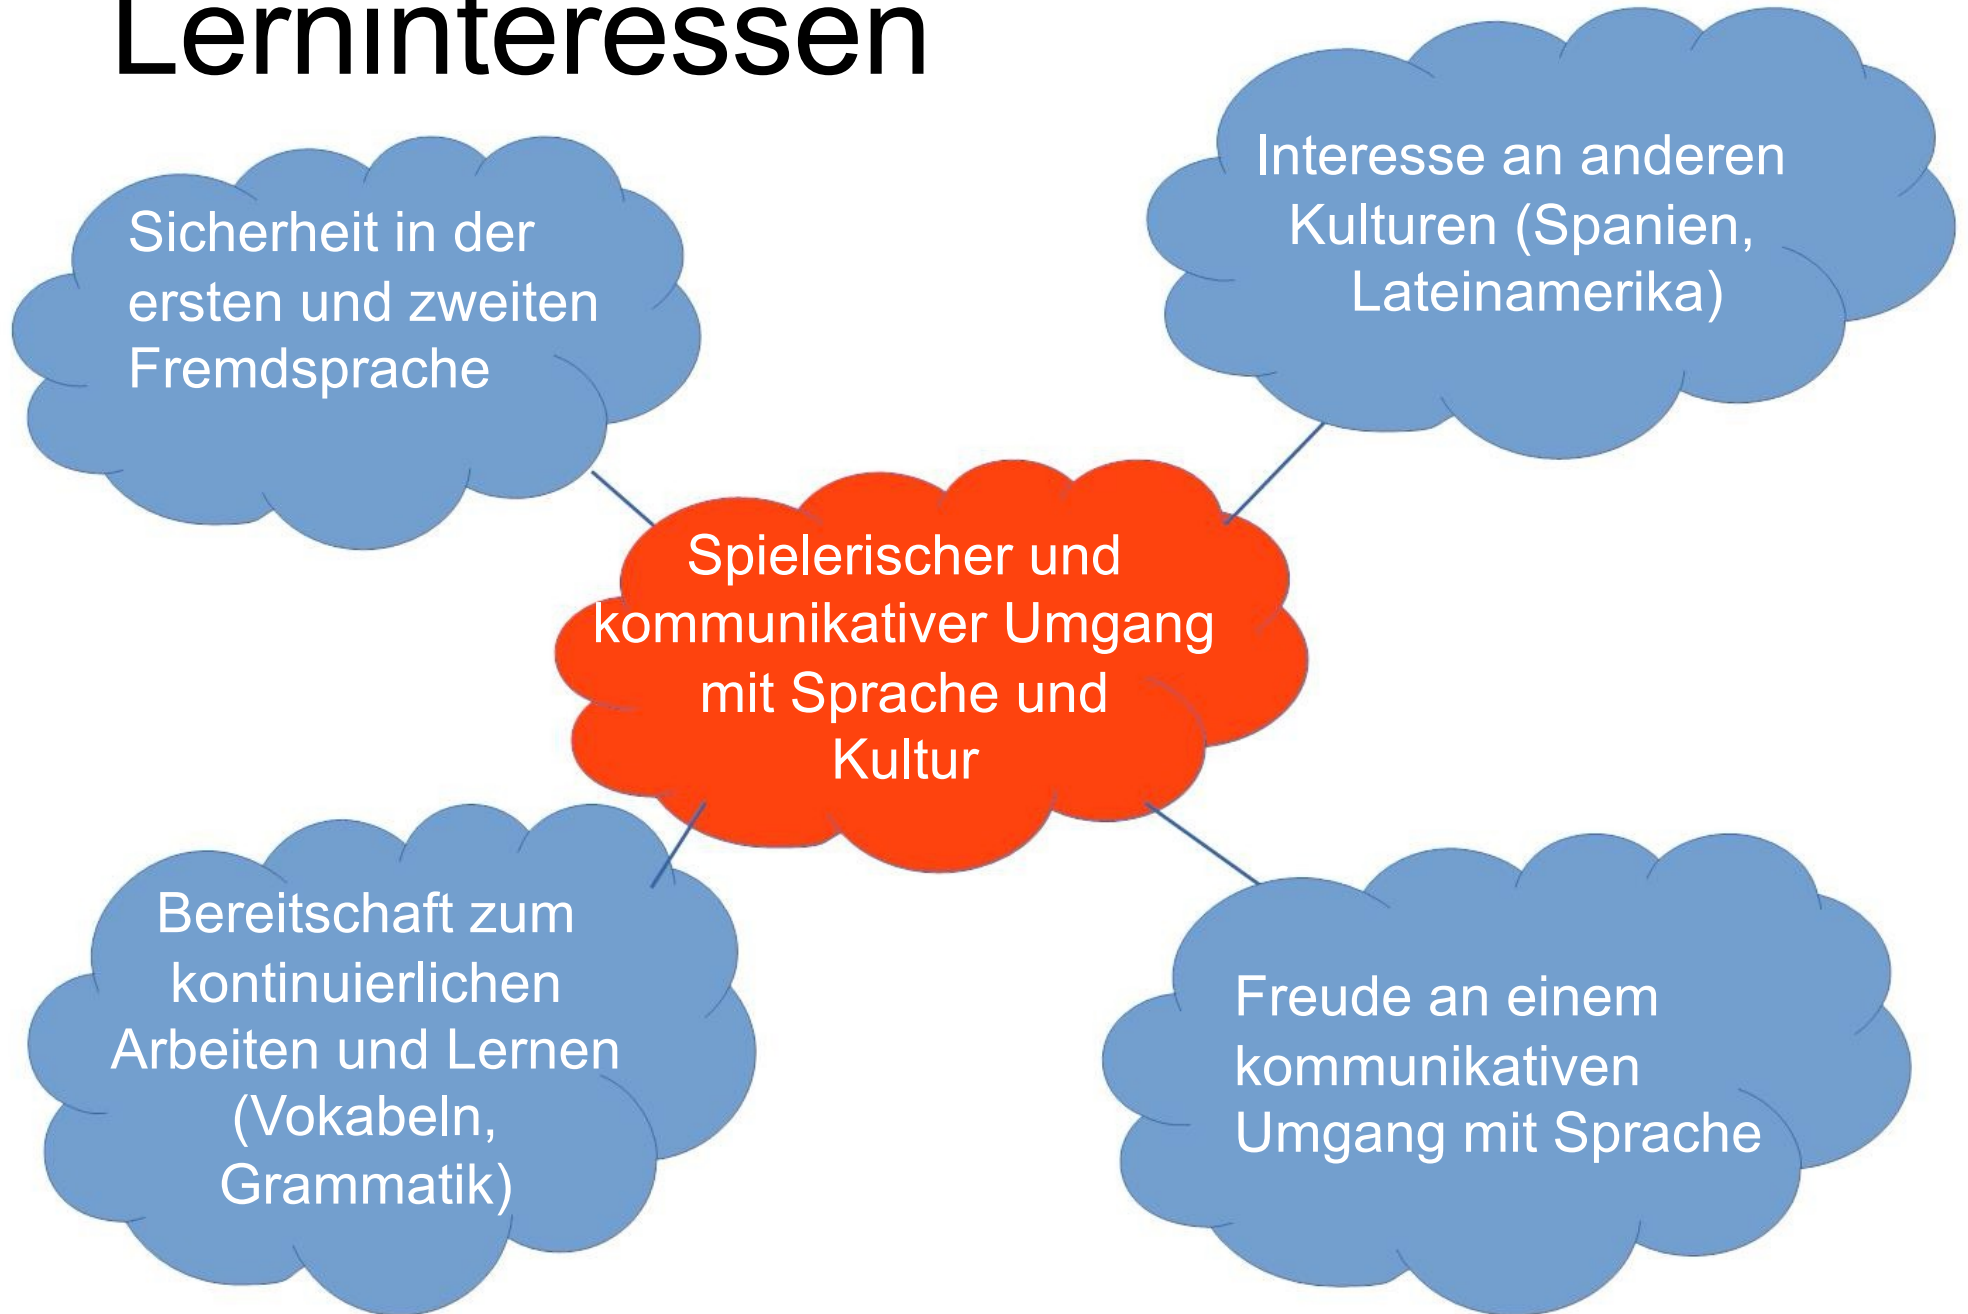 Lerninteressen
Sicherheit in der
ersten und zweiten
Fremdsprache
Interesse an anderen
Kulturen (Spanien,
Lateinamerika)
Spielerischer und
kommunikativer Umgang
mit Sprache und
Kultur
Bereitschaft zum
kontinuierlichen
Arbeiten und Lernen
(Vokabeln,
Grammatik)
Freude an einem
kommunikativen
Umgang mit Sprache